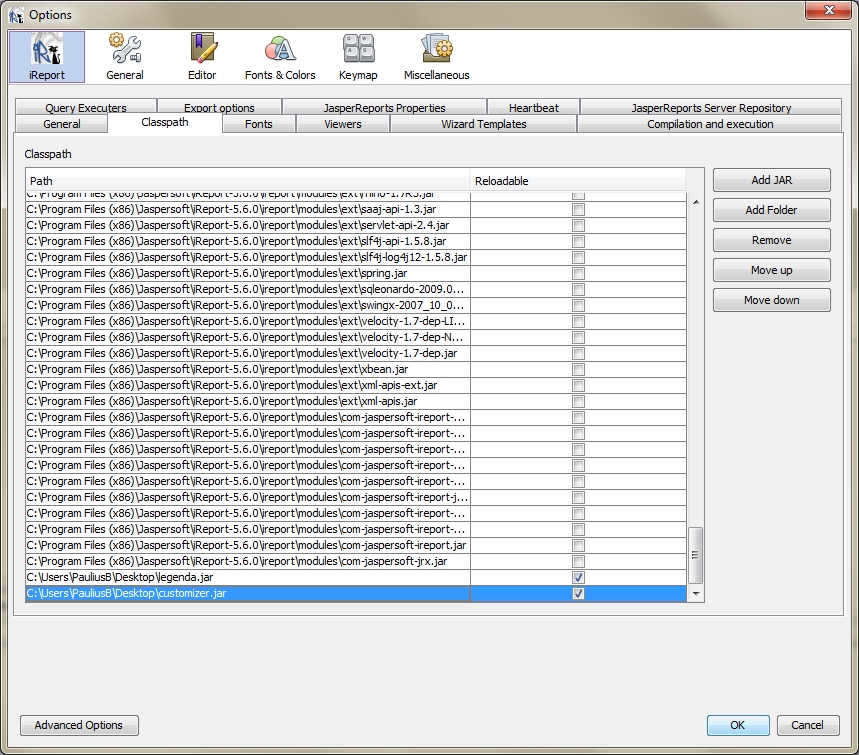 Options
iReport
General
Editor
Fonts & Colors
Keymap
Miscellaneous
Query Executers
Export options
JasperReports Properties
Heartbeat
JasperReports Server Repository
General
Classpath
Fonts
Viewers
Wizard Templates
Compilation and execution
Classpath
Path
Reloadable
C:\Program Files (x86)\Jaspersoft\iReport-5.6.0\ireport\modules\ext\rhino-1.7R3.jar
C:\Program Files (x86)\Jaspersoft\iReport-5.6.0\ireport\modules\ext\saaj-api-1.3.jar
C:\Program Files (x86)\Jaspersoft\iReport-5.6.0\ireport\modules\ext\servlet-api-2.4.jar
C:\Program Files (x86)\Jaspersoft\iReport-5.6.0\ireport\modules\ext\slf4j-api-1.5.8.jar
C:\Program Files (x86)\Jaspersoft\iReport-5.6.0\ireport\modules\ext\slf4j-log4j12-1.5.8.jar
C:\Program Files (x86)\Jaspersoft\iReport-5.6.0\ireport\modules\ext\spring.jar
C:\Program Files (x86)\Jaspersoft\iReport-5.6.0\ireport\modules\ext\sqleonardo-2009.0...
C:\Program Files (x86)\Jaspersoft\iReport-5.6.0\ireport\modules\ext\swingx-2007_10_0...
C:\Program Files (x86)\Jaspersoft\iReport-5.6.0\ireport\modules\ext\velocity-1.7-dep-LI...
C:\Program Files (x86)\Jaspersoft\iReport-5.6.0\ireport\modules\ext\velocity-1.7-dep-N...
C:\Program Files (x86)\Jaspersoft\iReport-5.6.0\ireport\modules\ext\velocity-1.7-dep.jar
C:\Program Files (x86)\Jaspersoft\iReport-5.6.0\ireport\modules\ext\xbean.jar
C:\Program Files (x86)\Jaspersoft\iReport-5.6.0\ireport\modules\ext\xml-apis-ext.jar
C:\Program Files (x86)\Jaspersoft\iReport-5.6.0\ireport\modules\ext\xml-apis.jar
C:\Program Files (x86)\Jaspersoft\iReport-5.6.0\ireport\modules\com-jaspersoft-ireport-...
C:\Program Files (x86)\Jaspersoft\iReport-5.6.0\ireport\modules\com-jaspersoft-ireport-...
C:\Program Files (x86)\Jaspersoft\iReport-5.6.0\ireport\modules\com-jaspersoft-ireport-...
C:\Program Files (x86)\Jaspersoft\iReport-5.6.0\ireport\modules\com-jaspersoft-ireport-...
C:\Program Files (x86)\Jaspersoft\iReport-5.6.0\ireport\modules\com-jaspersoft-ireport-...
C:\Program Files (x86)\Jaspersoft\iReport-5.6.0\ireport\modules\com-jaspersoft-ireport-j...
C:\Program Files (x86)\Jaspersoft\iReport-5.6.0\ireport\modules\com-jaspersoft-ireport-...
C:\Program Files (x86)\Jaspersoft\iReport-5.6.0\ireport\modules\com-jaspersoft-ireport-...
C:\Program Files (x86)\Jaspersoft\iReport-5.6.0\ireport\modules\com-jaspersoft-ireport.jar
C:\Program Files (x86)\Jaspersoft\iReport-5.6.0\ireport\modules\com-jaspersoft-jrx.jar
C:\Users\PauliusB\Desktop\legenda.jar
C:\Users\PauliusB\Desktop\customizer.jar
Add JAR
Add Folder
Remove
Move up
Move down
Advanced Options
OK
Cancel